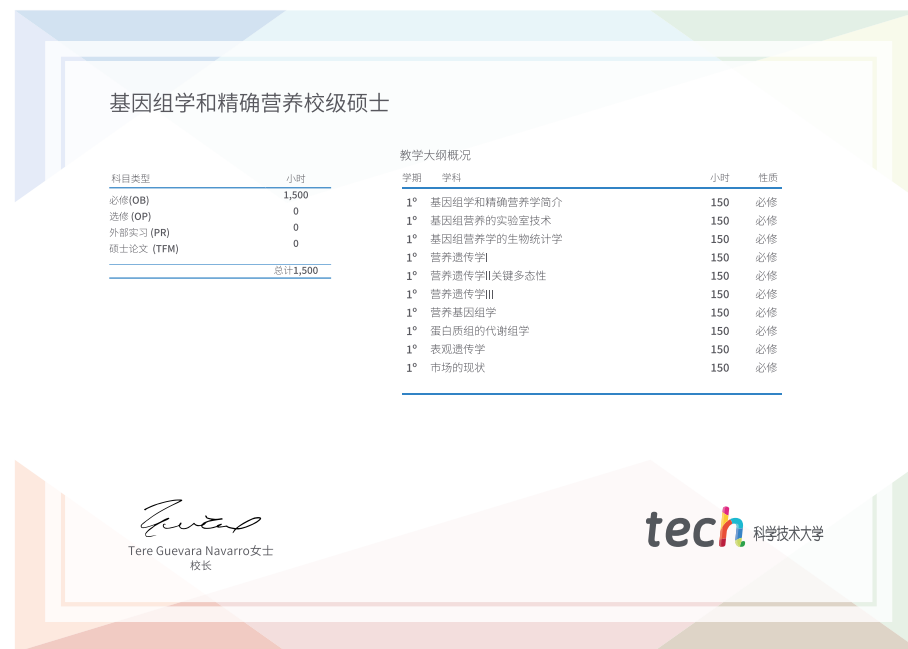 基因组学和精确营养校级硕士
科目类型 小时
必修(OB) 1,500
选修 (OP) 0
外部实习 (PR) 0
硕士论文 (TFM) 0
总计1,500
教学大纲概况
学期 学科 小时 性质
1º 基因组学和精确营养学简介 150 必修
1º 基因组营养的实验室技术 150 必修
1º 基因组营养学的生物统计学 150 必修
1º 营养遗传学I 150 必修
1º 营养遗传学II关键多态性 150 必修
1º 营养遗传学III 150 必修
1º 营养基因组学 150 必修
1º 蛋白质组的代谢组学 150 必修
1º 表观遗传学 150 必修
1º 市场的现状 150 必修
Tere Guevara Navarro女士
校长
tech 科学技术大学